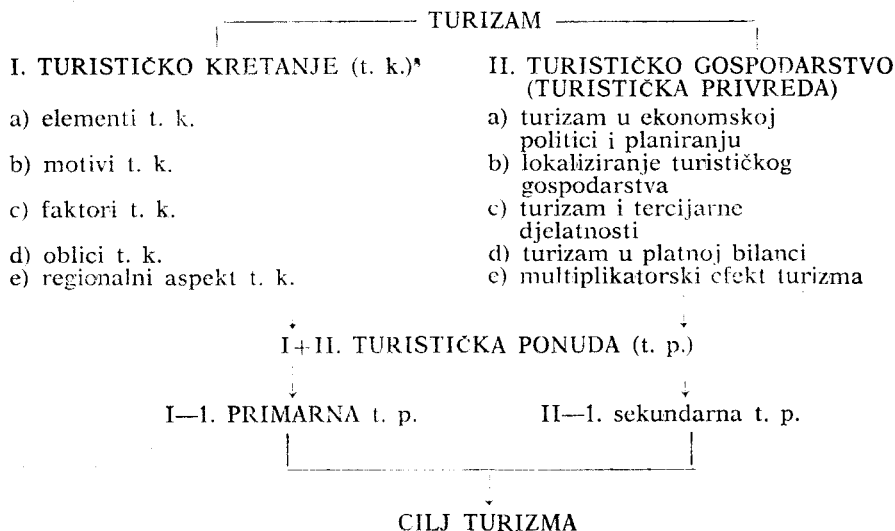 TURIZAM
I. TURISTIČKO KRETANJE (t. k.)⁸
a) elementi t. k.
b) motivi t. k.
c) faktori t. k.
d) oblici t. k.
e) regionalni aspekt t. k.
II. TURISTIČKO GOSPODARSTVO
(TURISTIČKA PRIVREDA)
a) turizam u ekonomskoj
politici i planiranju
b) lokaliziranje turističkog
gospodarstva
c) turizam i tercijarne
djelatnosti
d) turizam u platnoj bilanci
e) multiplikatorski efekt turizma
I+II. TURISTIČKA PONUDA (t. p.)
I—1. PRIMARNA t. p.
II—1. sekundarna t. p.
CILJ TURIZMA